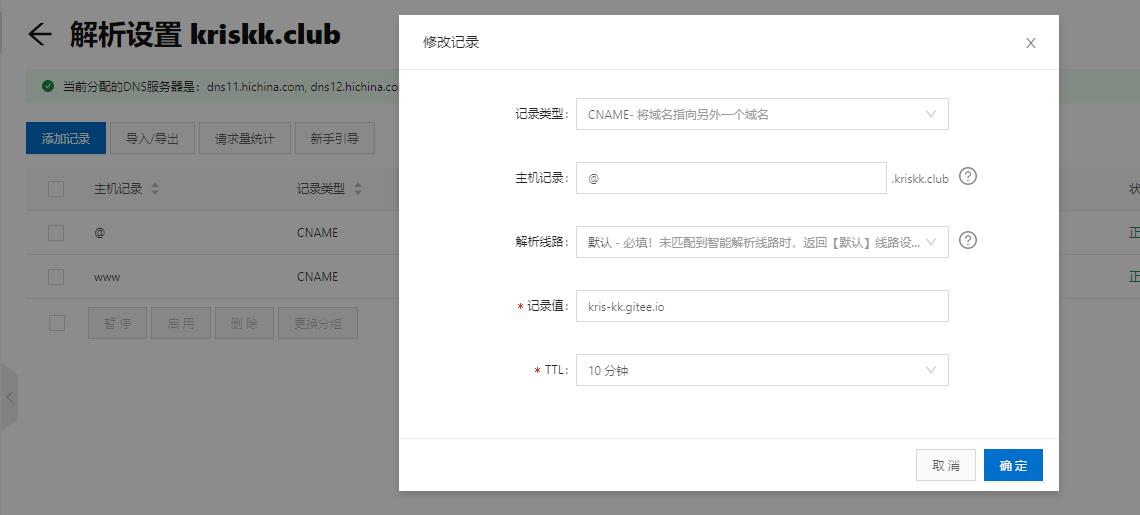 解析设置 kriskk.club
当前分配的DNS服务器是：dns11.hichina.com, dns12.hichina.co
添加记录 导入/导出 请求量统计 新手引导
主机记录 记录类型 状
@ CNAME 正
www CNAME 正
暂停 启用 删除 更换分组
修改记录 X
记录类型： CNAME- 将域名指向另外一个域名
主机记录： @ .kriskk.club ?
解析线路： 默认 - 必填！未匹配到智能解析线路时，返回【默认】线路设... ?
* 记录值： kris-kk.gitee.io
* TTL： 10 分钟
取消 确定